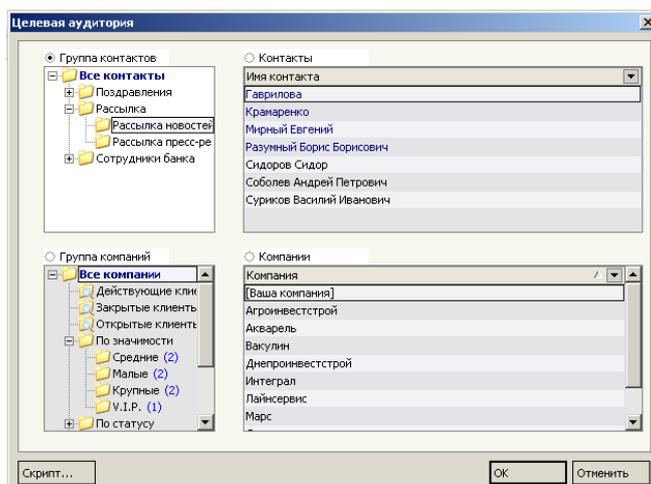 Целевая аудитория
Группа контактов
Все контакты
Поздравления
Рассылка
Рассылка новостей
Рассылка пресс-ре
Сотрудники банка
Контакты
Имя контакта
Гаврилова
Крамаренко
Мирный Евгений
Разумный Борис Борисович
Сидоров Сидор
Соболев Андрей Петрович
Суриков Василий Иванович
Группа компаний
Все компании
Действующие клие
Закрытые клиенты
Открытые клиенты
По значимости
Средние (2)
Малые (2)
Крупные (2)
V.I.P. (1)
По статусу
Компании
Компания
[Ваша компания]
Агроинвестстрой
Акварель
Вакулин
Днепроинвестстрой
Интеграл
Лайнсервис
Марс
Скрипт...
ОК
Отменить